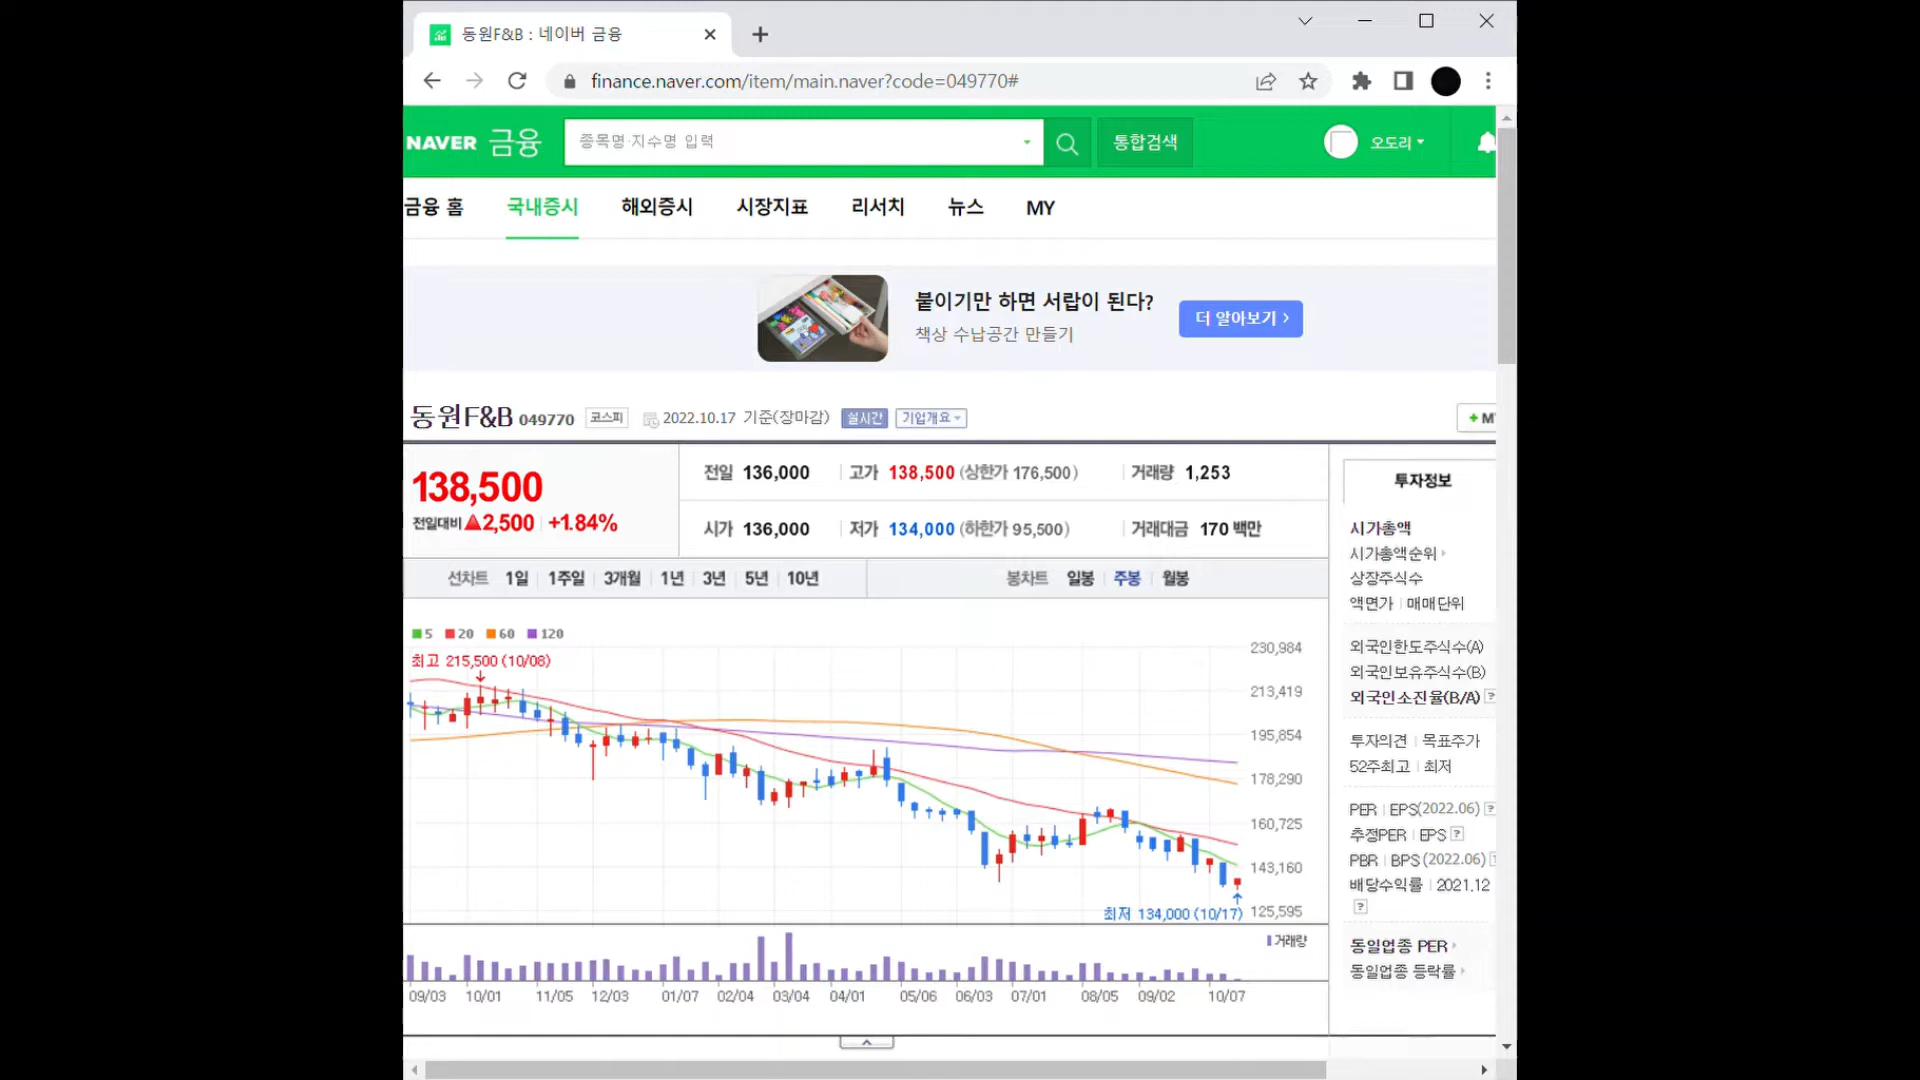 동원F&B : 네이버 금융
finance.naver.com/item/main.naver?code=049770#
NAVER 금융
종목명·지수명 입력
통합검색
오도리
금융 홈 국내증시 해외증시 시장지표 리서치 뉴스 MY
붙이기만 하면 서랍이 된다?
책상 수납공간 만들기
더 알아보기 >
동원F&B 049770 코스피 2022.10.17 기준(장마감) 실시간 기업개요
+ M
138,500
전일대비 ▲2,500 +1.84%
전일 136,000 고가 138,500 (상한가 176,500) 거래량 1,253
시가 136,000 저가 134,000 (하한가 95,500) 거래대금 170 백만
선차트 1일 1주일 3개월 1년 3년 5년 10년 봉차트 일봉 주봉 월봉
5 20 60 120
최고 215,500 (10/08)
230,984
213,419
195,854
178,290
160,725
143,160
125,595
최저 134,000 (10/17)
거래량
09/03 10/01 11/05 12/03 01/07 02/04 03/04 04/01 05/06 06/03 07/01 08/05 09/02 10/07
투자정보
시가총액
시가총액순위
상장주식수
액면가 | 매매단위
외국인한도주식수(A)
외국인보유주식수(B)
외국인소진율(B/A) ?
투자의견 | 목표주가
52주최고 | 최저
PER | EPS(2022.06) ?
추정PER | EPS ?
PBR | BPS (2022.06) ?
배당수익률 | 2021.12
?
동일업종 PER
동일업종 등락률